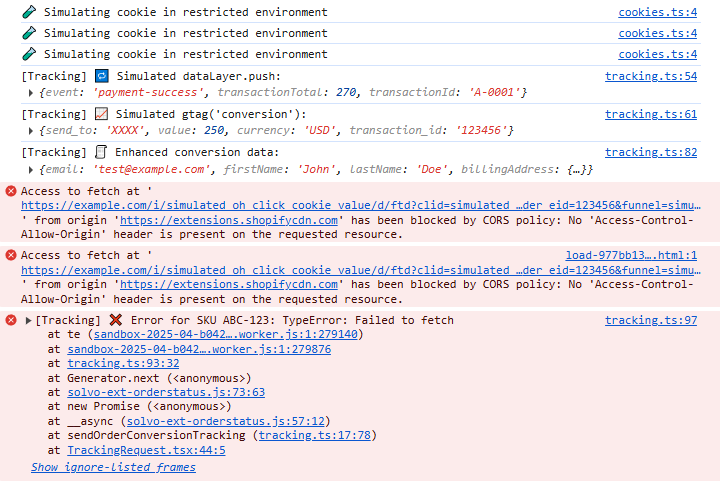 Simulating cookie in restricted environment cookies.ts:4
Simulating cookie in restricted environment cookies.ts:4
Simulating cookie in restricted environment cookies.ts:4
[Tracking] 🔁 Simulated dataLayer.push: tracking.ts:54
{event: 'payment-success', transactionTotal: 270, transactionId: 'A-0001'}
[Tracking] 📈 Simulated gtag('conversion'): tracking.ts:61
{send_to: 'XXXX', value: 250, currency: 'USD', transaction_id: '123456'}
[Tracking] 🧾 Enhanced conversion data: tracking.ts:82
{email: 'test@example.com', firstName: 'John', lastName: 'Doe', billingAddress: {…}}
Access to fetch at '
https://example.com/i/simulated_oh_click_cookie_value/d/ftd?clid=simulated_…der_eid=123456&funnel=simu…
' from origin 'https://extensions.shopifycdn.com' has been blocked by CORS policy: No 'Access-Control-
Allow-Origin' header is present on the requested resource.
Access to fetch at ' load-977bb13….html:1
https://example.com/i/simulated_oh_click_cookie_value/d/ftd?clid=simulated_…der_eid=123456&funnel=simu…
' from origin 'https://extensions.shopifycdn.com' has been blocked by CORS policy: No 'Access-Control-
Allow-Origin' header is present on the requested resource.
[Tracking] ❌ Error for SKU ABC-123: TypeError: Failed to fetch tracking.ts:97
at te (sandbox-2025-04-b042….worker.js:1:279140)
at sandbox-2025-04-b042….worker.js:1:279876
at tracking.ts:93:32
at Generator.next (<anonymous>)
at solvo-ext-orderstatus.js:73:63
at new Promise (<anonymous>)
at __async (solvo-ext-orderstatus.js:57:12)
at sendOrderConversionTracking (tracking.ts:17:78)
at TrackingRequest.tsx:44:5
Show ignore-listed frames